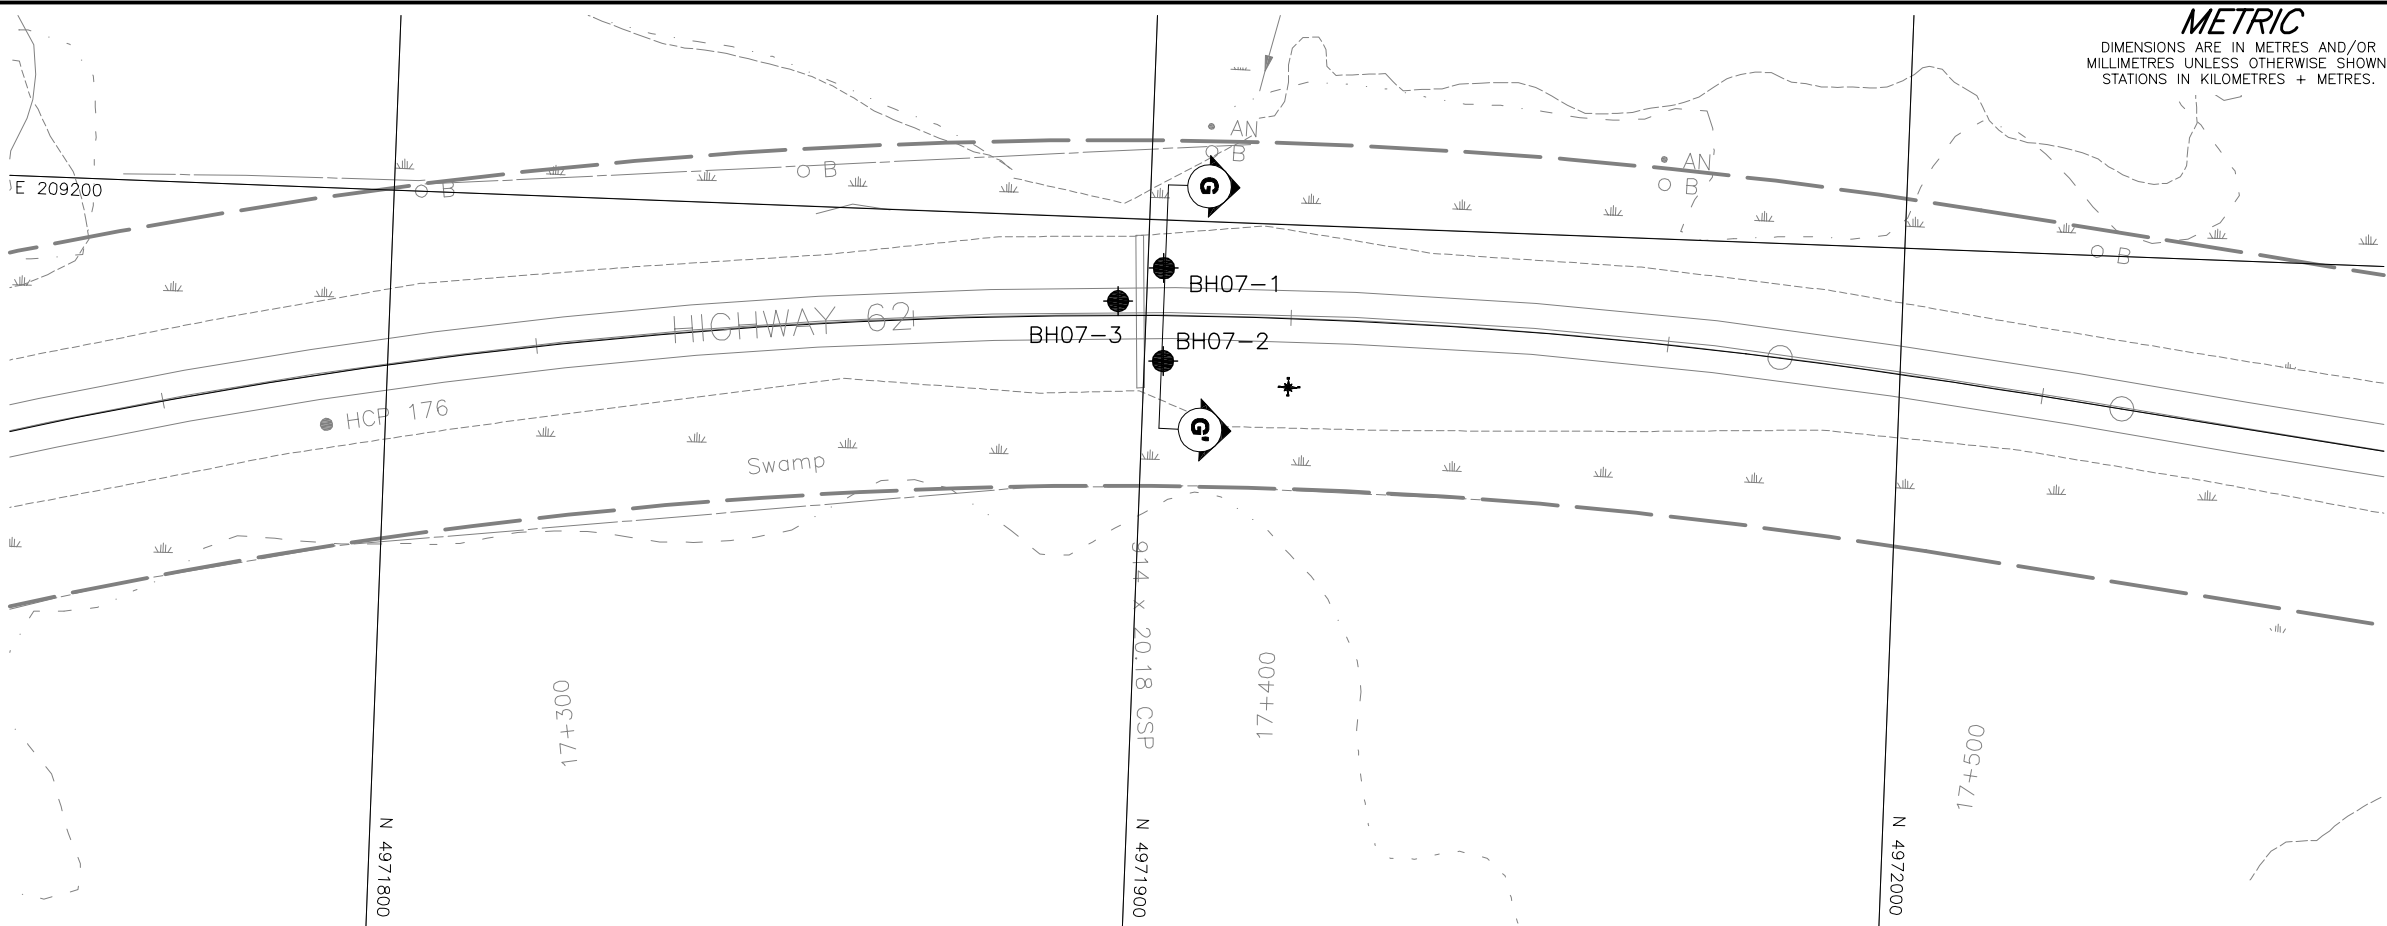 METRIC
DIMENSIONS ARE IN METRES AND/OR
MILLIMETRES UNLESS OTHERWISE SHOWN
STATIONS IN KILOMETRES + METRES.
AN
B
AN
B
B
B
B
E 209200
G
BH07-1
HIGHWAY 62
BH07-3
BH07-2
HCP 176
G'
Swamp
914 x 20.18 CSP
17+300
17+400
17+500
N 4971800
N 4971900
N 4972000